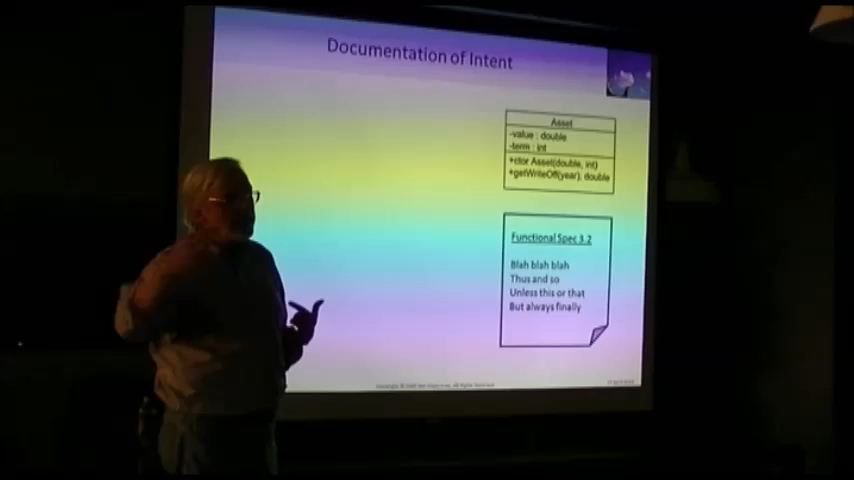 Documentation of Intent
Asset
-value : double
-term : int
+ctor Asset(double, int)
+getWriteOff(year), double
Functional Spec 3.2
Blah blah blah
Thus and so
Unless this or that
But always finally